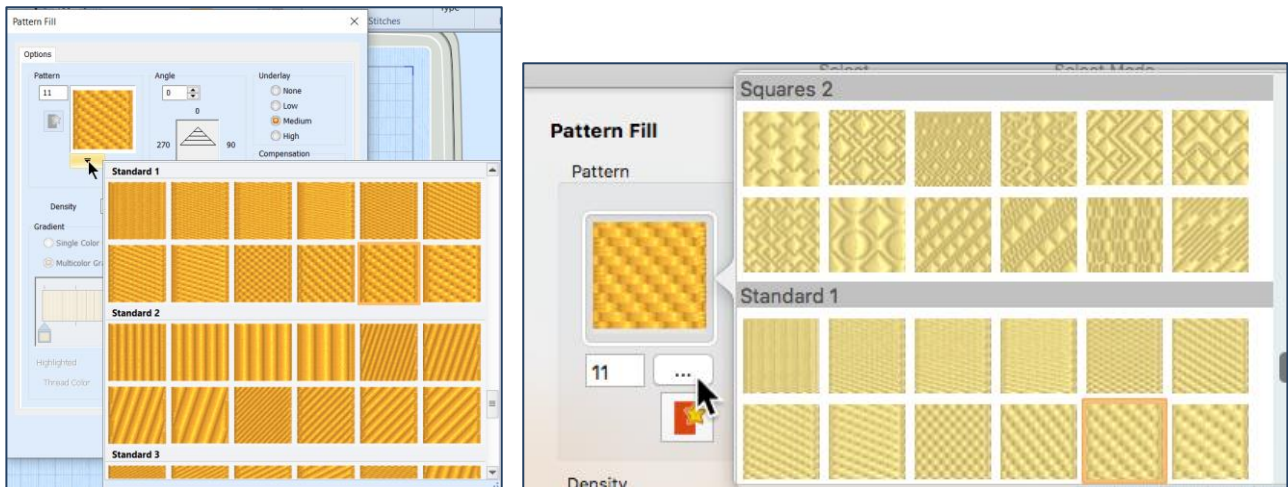 Pattern Fill
Stitches
Type
Options
Pattern
Angle
Underlay
11
0
None
0
Low
Medium
270
90
High
Compensation
Standard 1
Density
Gradient
Single Color
Multicolor Gr
Standard 2
Highlighted
Thread Color
Standard 3
Select
Select Mode
Squares 2
Pattern Fill
Pattern
Standard 1
11
...
Density